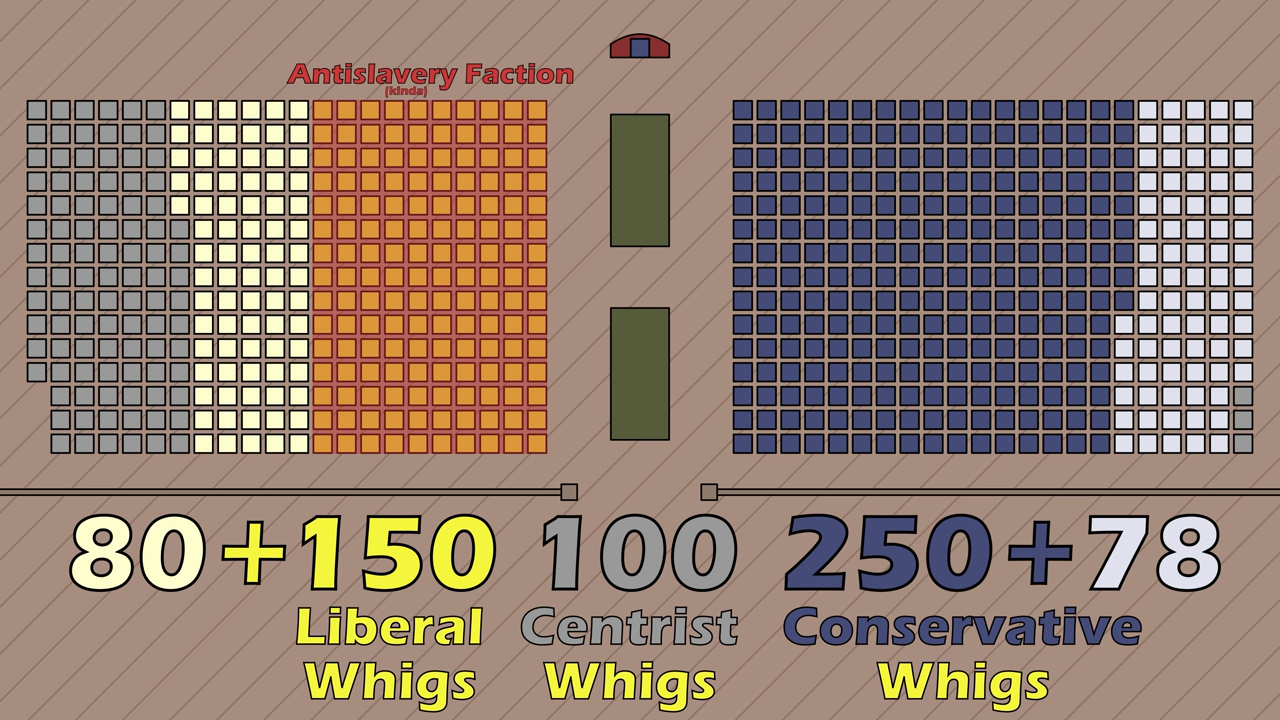 Antislavery Faction
(kinda)
80+150 100 250+78
Liberal Centrist Conservative
Whigs Whigs Whigs